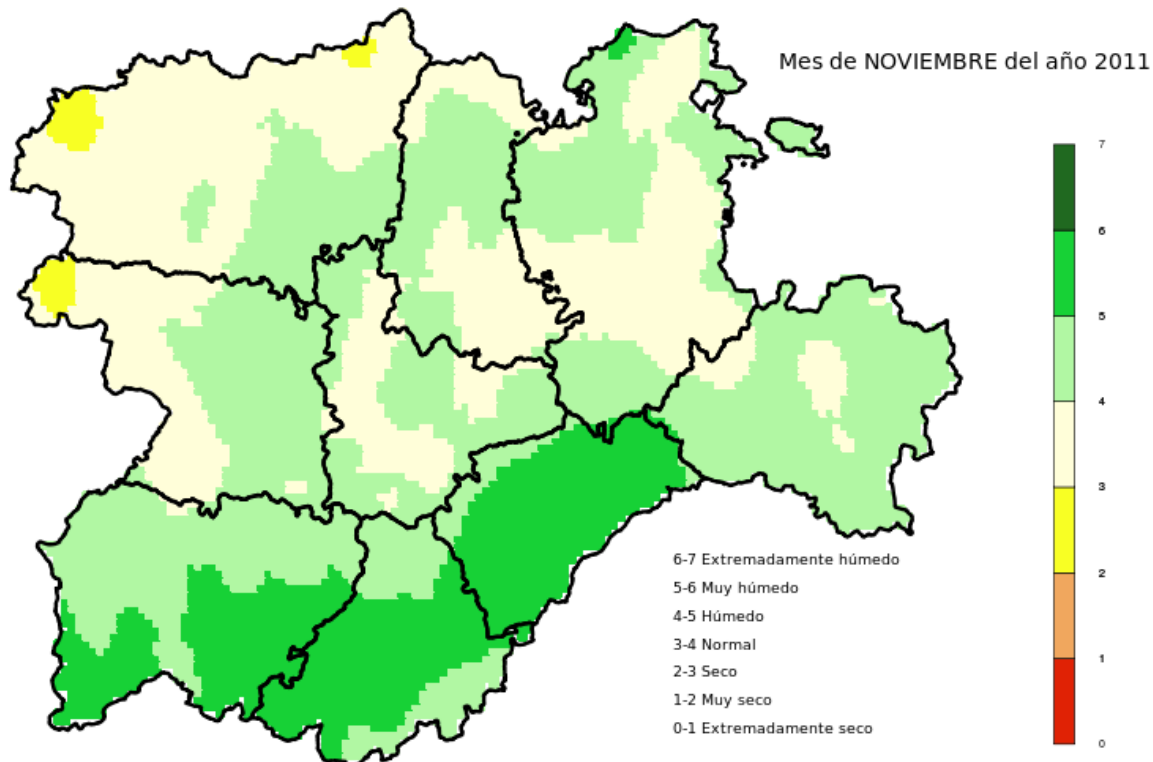 Mes de NOVIEMBRE del año 2011
7
6
5
4
3
2
1
0
6-7 Extremadamente húmedo
5-6 Muy húmedo
4-5 Húmedo
3-4 Normal
2-3 Seco
1-2 Muy seco
0-1 Extremadamente seco